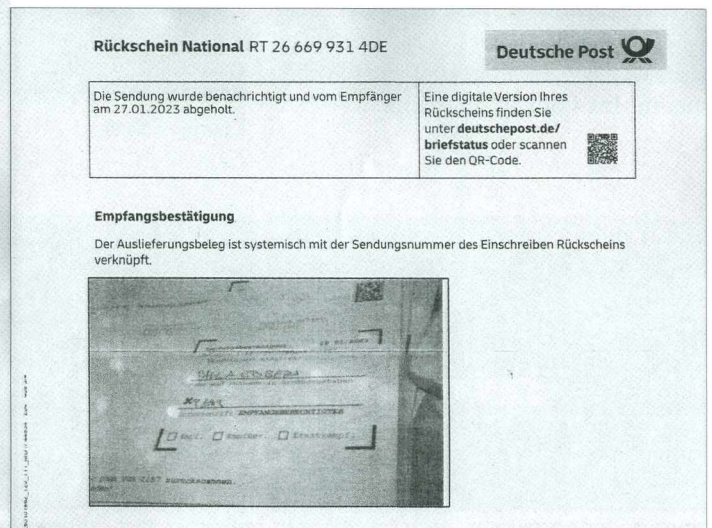 Rückschein National RT 26 669 931 4DE
Deutsche Post
Die Sendung wurde benachrichtigt und vom Empfänger
am 27.01.2023 abgeholt.
Eine digitale Version Ihres
Rückscheins finden Sie
unter deutschepost.de/
briefstatus oder scannen
Sie den QR-Code.
Empfangsbestätigung
Der Auslieferungsbeleg ist systemisch mit der Sendungsnummer des Einschreiben Rückscheins
verknüpft.
EMPFANGSBERECHTIGTER